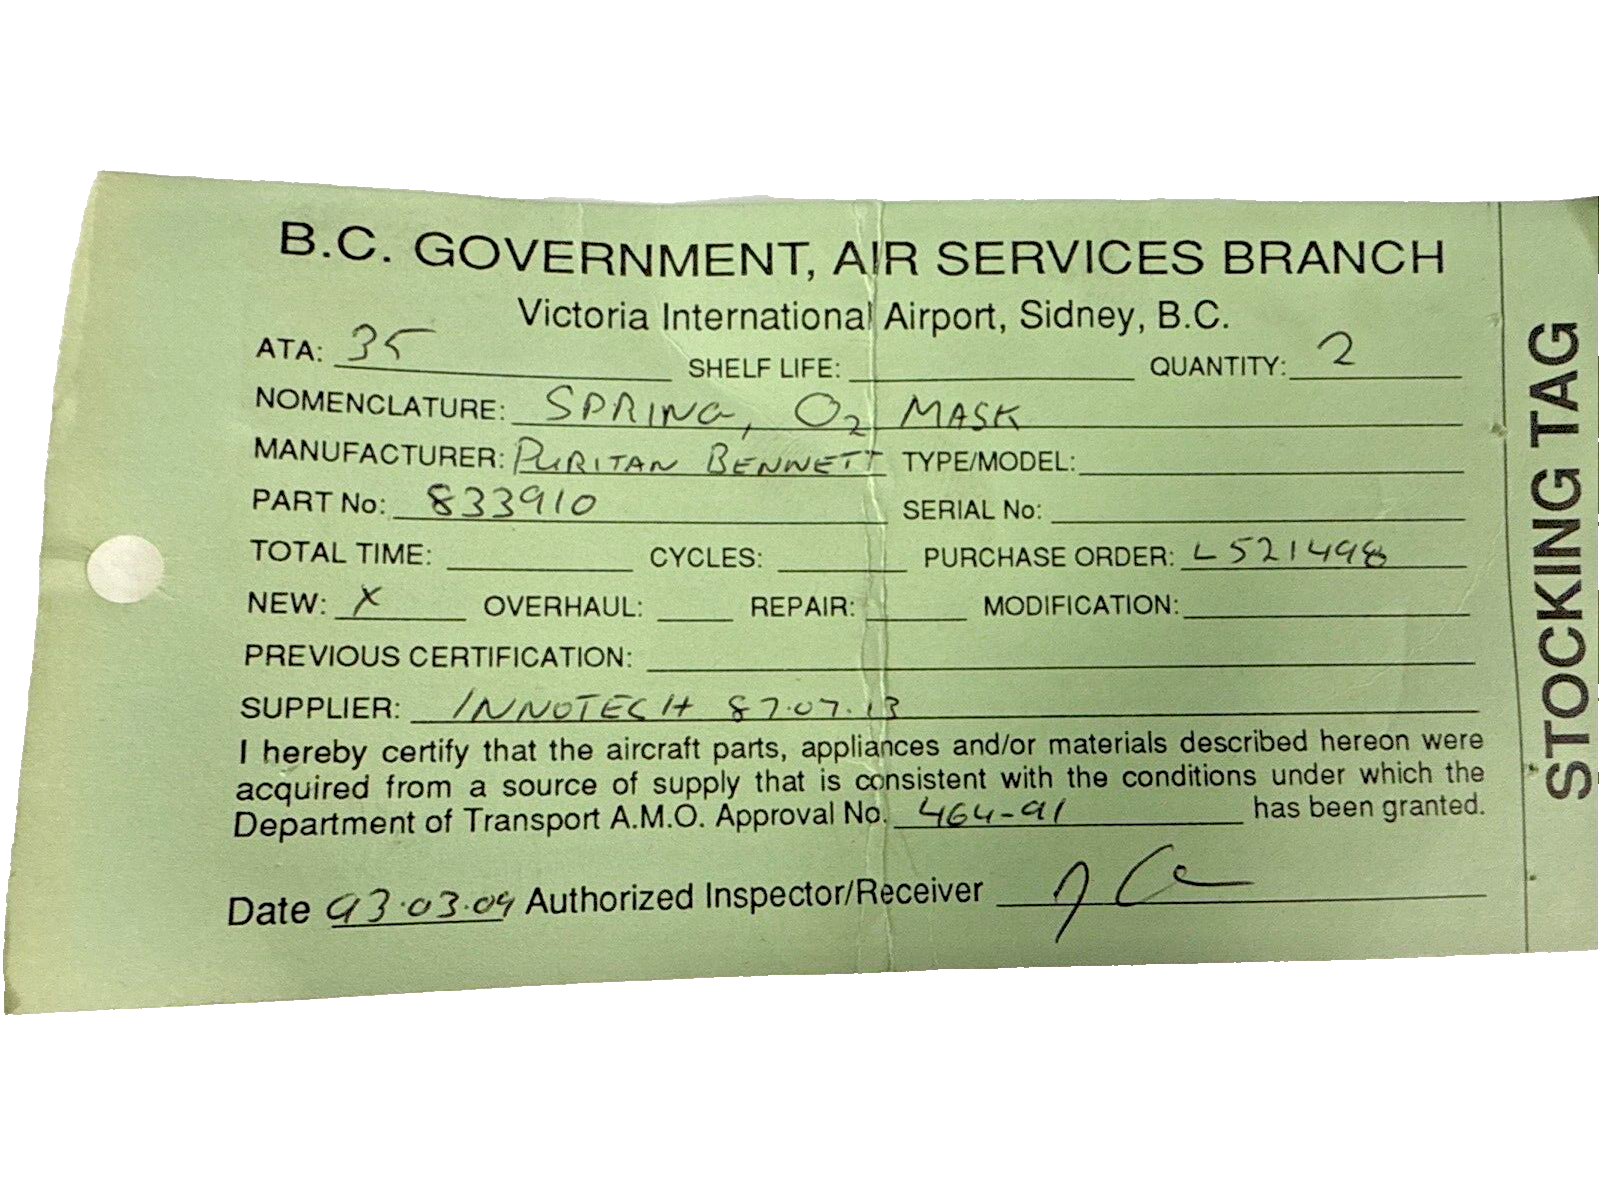 B.C. GOVERNMENT, AIR SERVICES BRANCH
Victoria International Airport, Sidney, B.C.
ATA: 35 SHELF LIFE: QUANTITY: 2
NOMENCLATURE: SPRING, O2 MASK
MANUFACTURER: PURITAN BENNETT TYPE/MODEL:
PART No: 833910 SERIAL No:
TOTAL TIME: CYCLES: PURCHASE ORDER: L521498
NEW: X OVERHAUL: REPAIR: MODIFICATION:
PREVIOUS CERTIFICATION:
SUPPLIER: INNOTECH 87.07.13
I hereby certify that the aircraft parts, appliances and/or materials described hereon were
acquired from a source of supply that is consistent with the conditions under which the
Department of Transport A.M.O. Approval No. 464-91 has been granted.
Date 93.03.09 Authorized Inspector/Receiver
STOCKING TAG